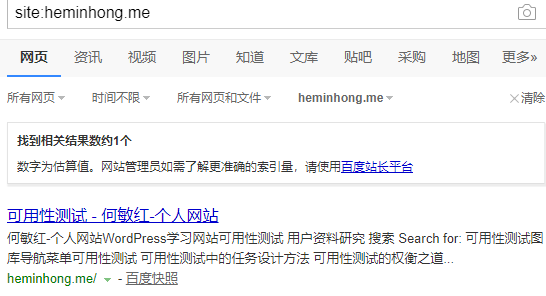 site:heminhong.me
网页 资讯 视频 图片 知道 文库 贴吧 采购 地图 更多»
所有网页 时间不限 所有网页和文件 heminhong.me 清除
找到相关结果数约1个
数字为估算值。网站管理员如需了解更准确的索引量，请使用百度站长平台
可用性测试 - 何敏红-个人网站
何敏红-个人网站WordPress学习网站可用性测试 用户资料研究 搜索 Search for: 可用性测试图
库导航菜单可用性测试 可用性测试中的任务设计方法 可用性测试的权衡之道...
heminhong.me/ - 百度快照